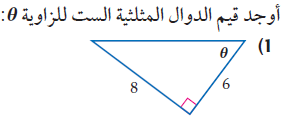 أوجد قيم الدوال المثلثية الست للزاوية θ:
(1
θ
8
6